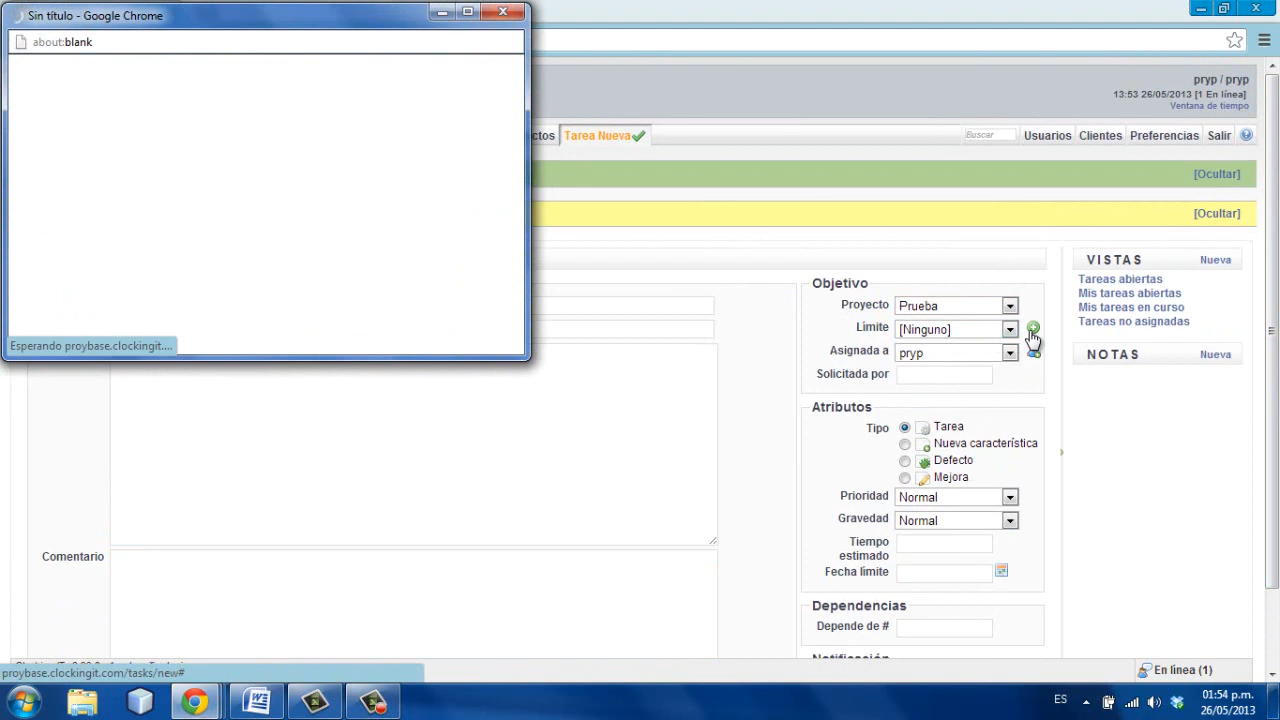 Sin título - Google Chrome
about:blank
pryp / pryp
13:53 26/05/2013 [1 En línea]
Ventana de tiempo
ctos
Tarea Nueva
Buscar
Usuarios
Clientes
Preferencias
Salir
[Ocultar]
[Ocultar]
VISTAS
Nueva
Tareas abiertas
Mis tareas abiertas
Mis tareas en curso
Tareas no asignadas
NOTAS
Nueva
Objetivo
Proyecto
Prueba
Límite
[Ninguno]
Asignada a
pryp
Solicitada por
Atributos
Tipo
Tarea
Nueva característica
Defecto
Mejora
Prioridad
Normal
Gravedad
Normal
Tiempo
estimado
Fecha límite
Dependencias
Depende de #
Notificación
Comentario
Esperando proybase.clockingit....
proybase.clockingit.com/tasks/new#
En línea (1)
ES
01:54 p.m.
26/05/2013